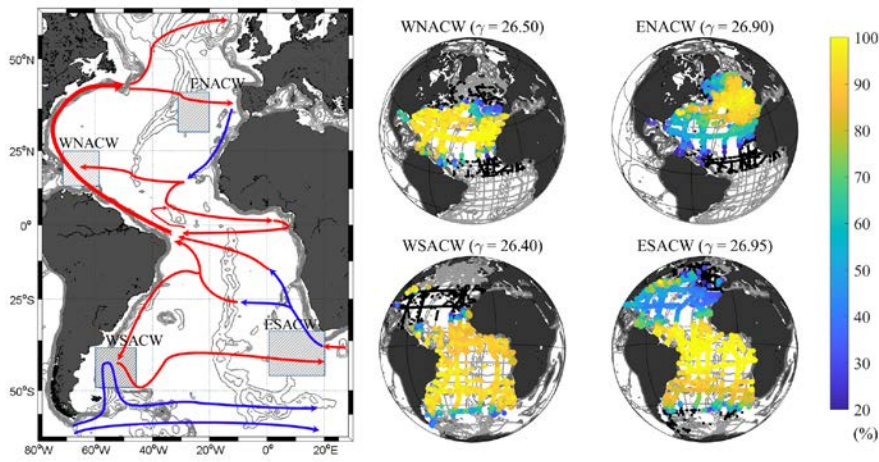 50°N
25°N
0°C
25°S
50°S
80°W
60°W
40°W
20°W
0°
20°E
ENACW
WNACW
ESACW
WSACW
WNACW (γ = 26.50)
ENACW (γ = 26.90)
WSACW (γ = 26.40)
ESACW (γ = 26.95)
100
90
80
70
60
50
40
30
20
(%)